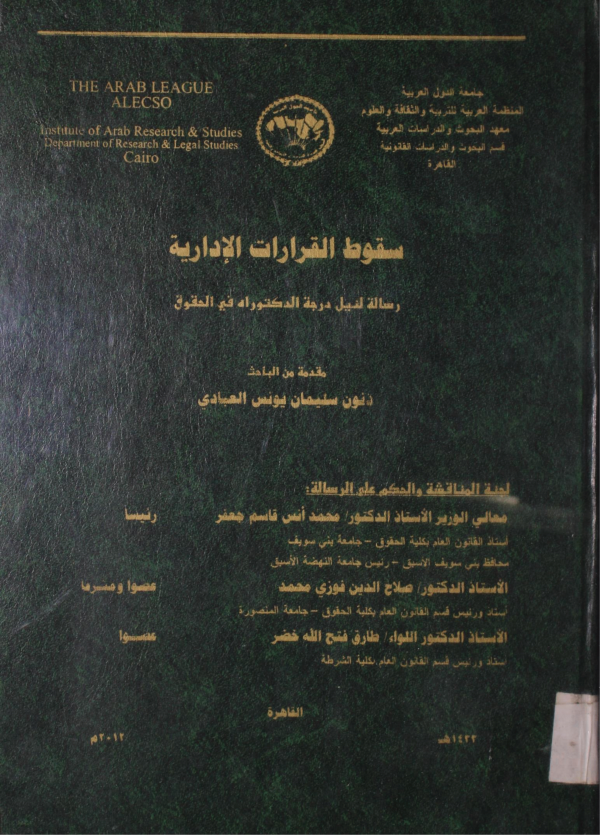 THE ARAB LEAGUE
ALECSO
Institute of Arab Research & Studies
Department of Research & Legal Studies
Cairo
جامعة الدول العربية
المنظمة العربية للتربية والثقافة والعلوم
معهد البحوث والدراسات العربية
قسم البحوث والدراسات القانونية
القاهرة
سقوط القرارات الإدارية
رسالة لنيل درجة الدكتوراه في الحقوق
مقدمة من الباحث
ذنون سليمان يونس العبادي
لجنة المناقشة والحكم على الرسالة:
معالي الوزير الأستاذ الدكتور/ محمد أنس قاسم جعفر رئيساً
أستاذ القانون العام بكلية الحقوق – جامعة بني سويف
محافظ بني سويف الأسبق – رئيس جامعة النهضة الأسبق
الأستاذ الدكتور/ صلاح الدين فوزي محمد عضوا ومشرفا
أستاذ ورئيس قسم القانون العام بكلية الحقوق – جامعة المنصورة
الأستاذ الدكتور اللواء/ طارق فتح الله خضر عضوا
أستاذ ورئيس قسم القانون العام بكلية الشرطة
القاهرة
١٤٣٣هـ ٢٠١٢م